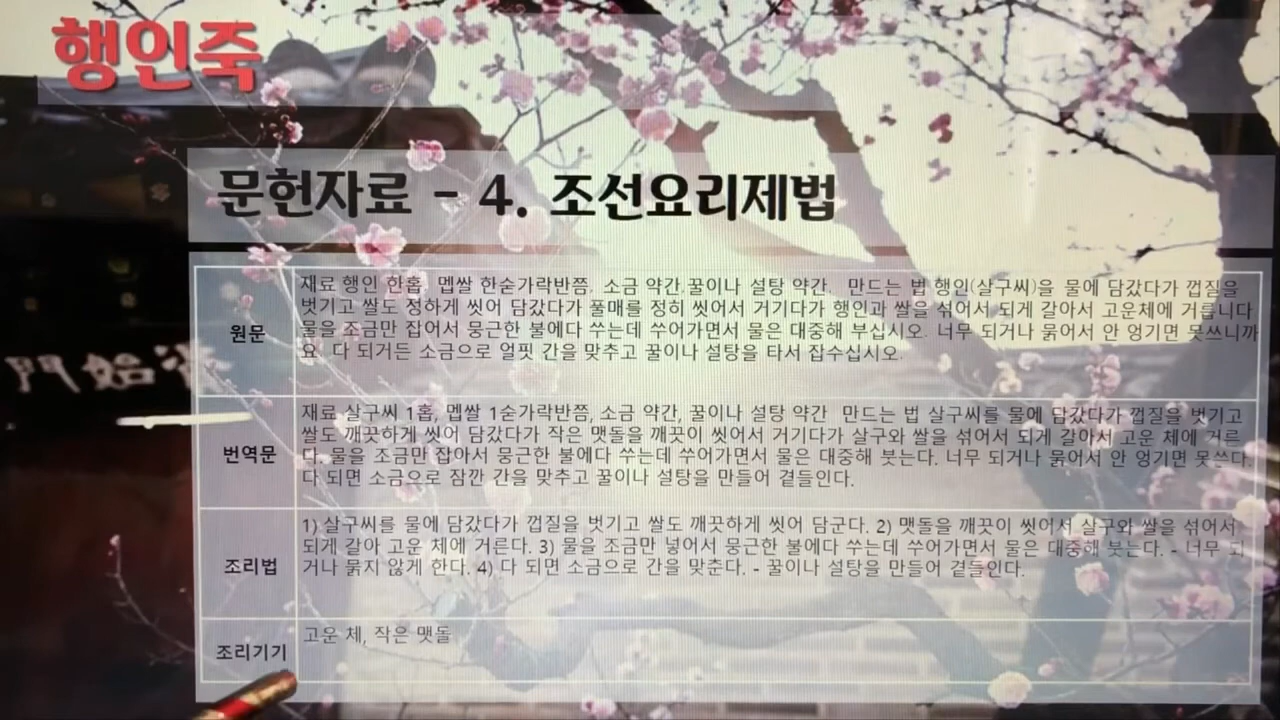 행인죽
문헌자료 - 4. 조선요리제법
원문
재료 행인 한홉, 멥쌀 한숟가락반쯤, 소금 약간,꿀이나 설탕 약간. 만드는 법 행인(살구씨)을 물에 담갔다가 껍질을
벗기고 쌀도 정하게 씻어 담갔다가 풀매를 정히 씻어서 거기다가 행인과 쌀을 섞어서 되게 갈아서 고운체에 거릅니다
물을 조금만 잡어서 뭉근한 불에다 쑤는데 쑤어가면서 물은 대중해 부십시오. 너무 되거나 묽어서 안 엉기면 못쓰니까
요. 다 되거든 소금으로 얼핏 간을 맞추고 꿀이나 설탕을 타서 잡수십시오.
번역문
재료 살구씨 1홉, 멥쌀 1숟가락반쯤, 소금 약간, 꿀이나 설탕 약간 만드는 법 살구씨를 물에 담갔다가 껍질을 벗기고
쌀도 깨끗하게 씻어 담갔다가 작은 맷돌을 깨끗이 씻어서 거기다가 살구와 쌀을 섞어서 되게 갈아서 고운 체에 거른
다. 물을 조금만 잡아서 뭉근한 불에다 쑤는데 쑤어가면서 물은 대중해 붓는다. 너무 되거나 묽어서 안 엉기면 못쓴다
다 되면 소금으로 잠깐 간을 맞추고 꿀이나 설탕을 만들어 곁들인다.
조리법
1) 살구씨를 물에 담갔다가 껍질을 벗기고 쌀도 깨끗하게 씻어 담군다. 2) 맷돌을 깨끗이 씻어서 살구와 쌀을 섞어서
되게 갈아 고운 체에 거른다. 3) 물을 조금만 넣어서 뭉근한 불에다 쑤는데 쑤어가면서 물은 대중해 붓는다. - 너무 되
거나 묽지 않게 한다. 4) 다 되면 소금으로 간을 맞춘다. - 꿀이나 설탕을 만들어 곁들인다.
조리기기
고운 체, 작은 맷돌
門始